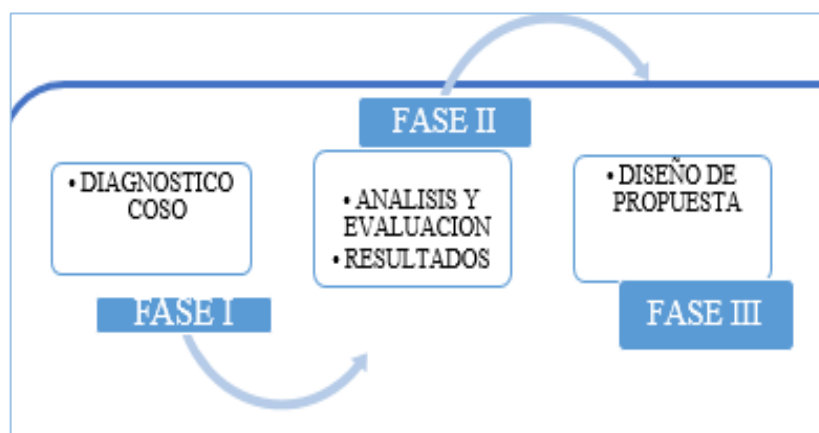 • DIAGNOSTICO
COSO
FASE I
FASE II
• ANALISIS Y
EVALUACION
• RESULTADOS
• DISEÑO DE
PROPUESTA
FASE III